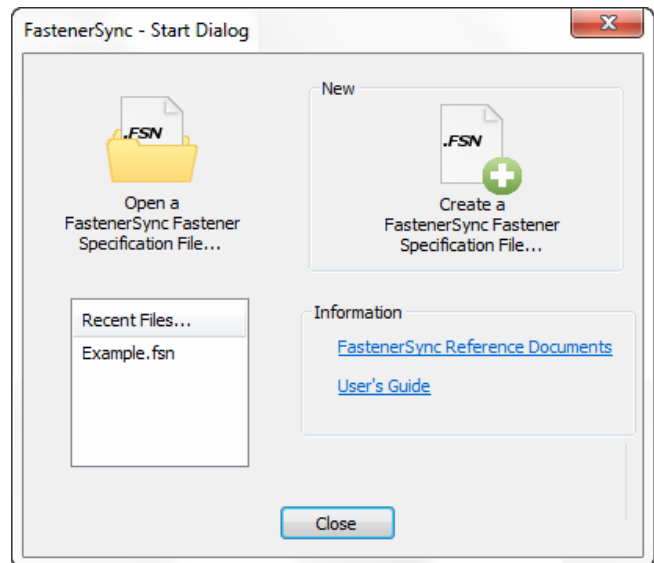 FastenerSync - Start Dialog
.FSN
Open a
FastenerSync Fastener
Specification File...
New
.FSN
Create a
FastenerSync Fastener
Specification File...
Recent Files...
Example.fsn
Information
FastenerSync Reference Documents
User's Guide
Close